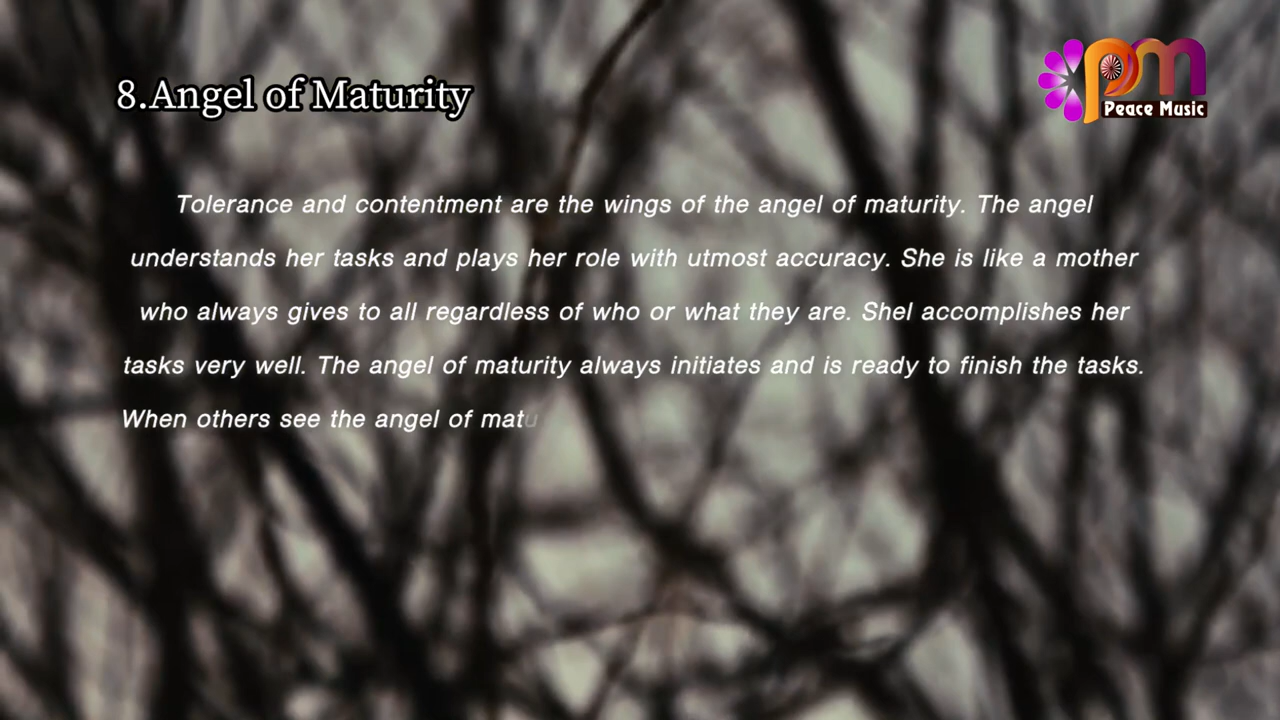 8.Angel of Maturity
pm
Peace Music
Tolerance and contentment are the wings of the angel of maturity. The angel
understands her tasks and plays her role with utmost accuracy. She is like a mother
who always gives to all regardless of who or what they are. Shel accomplishes her
tasks very well. The angel of maturity always initiates and is ready to finish the tasks.
When others see the angel of matu